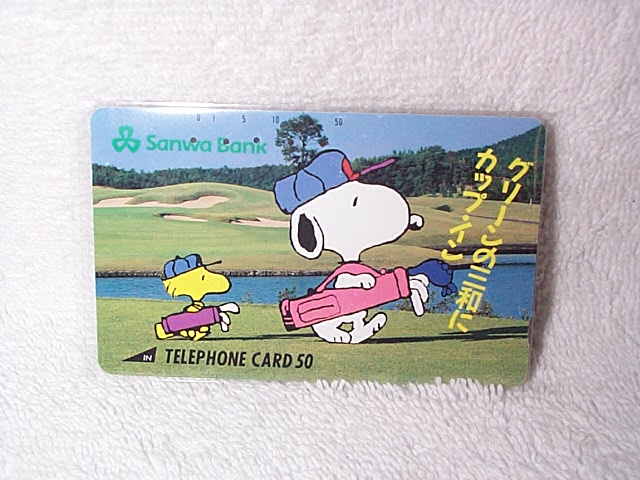 0 1 5 10 50
Sanwa Bank
グリーンの三和に
カップ・イン
IN TELEPHONE CARD 50